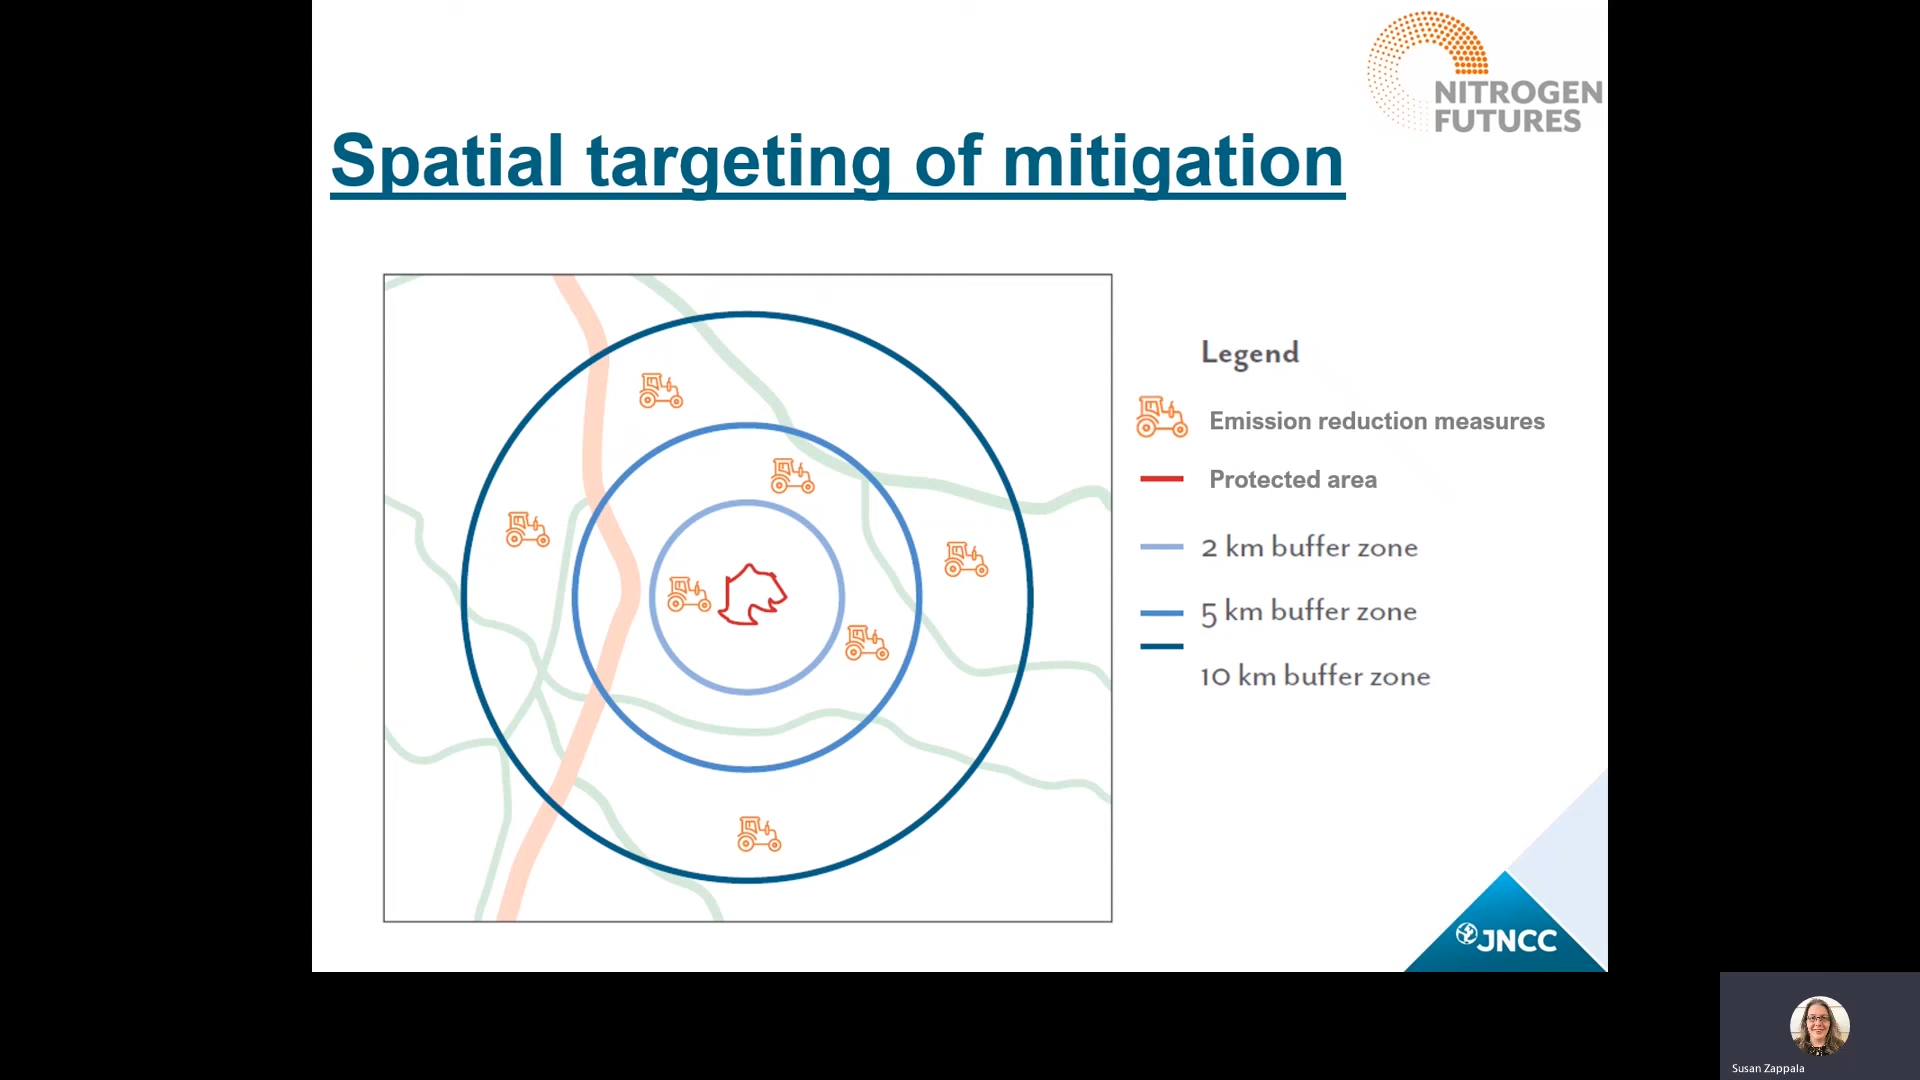 NITROGEN
FUTURES
Spatial targeting of mitigation
Legend
Emission reduction measures
Protected area
2 km buffer zone
5 km buffer zone
10 km buffer zone
JNCC
Susan Zappala